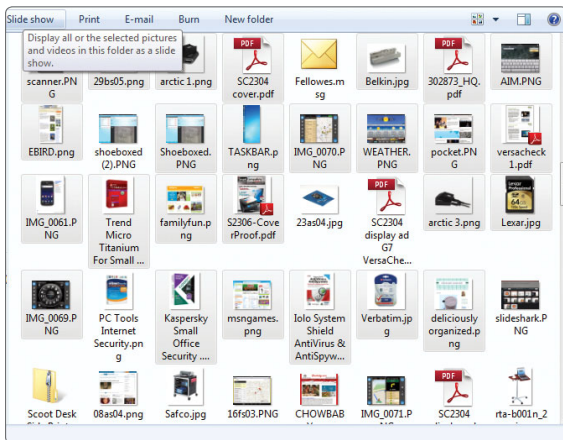 Slide show Print E-mail Burn New folder
Display all or the selected pictures
and videos in this folder as a slide
show.
scanner.PN
G
29bs05.png
arctic 1.png
SC2304
cover.pdf
Fellowes.m
sg
Belkin.jpg
302873_HQ.
pdf
AIM.PNG
EBIRD.png
shoeboxed
(2).PNG
Shoeboxed.
PNG
TASKBAR.p
ng
IMG_0070.P
NG
WEATHER.
PNG
pocket.PN
G
versacheck
1.pdf
IMG_0061.P
NG
Trend
Micro
Titanium
For Small ...
familyfun.p
ng
S2306-Cove
rProof.pdf
23as04.jpg
SC2304
display ad
G7
VersaChe...
arctic 3.png
Lexar.jpg
IMG_0069.P
NG
PC Tools
Internet
Security.pn
g
Kaspersky
Small
Office
Security ....
msngames.
png
Iolo System
Shield
AntiVirus &
AntiSpyw...
Verbatim.jp
g
deliciously
organized.p
ng
slideshark.P
NG
Scoot Desk
08as04.png
Safco.jpg
16fs03.PNG
CHOWBAB
IMG_0071.P
SC2304
rta-b001n_2